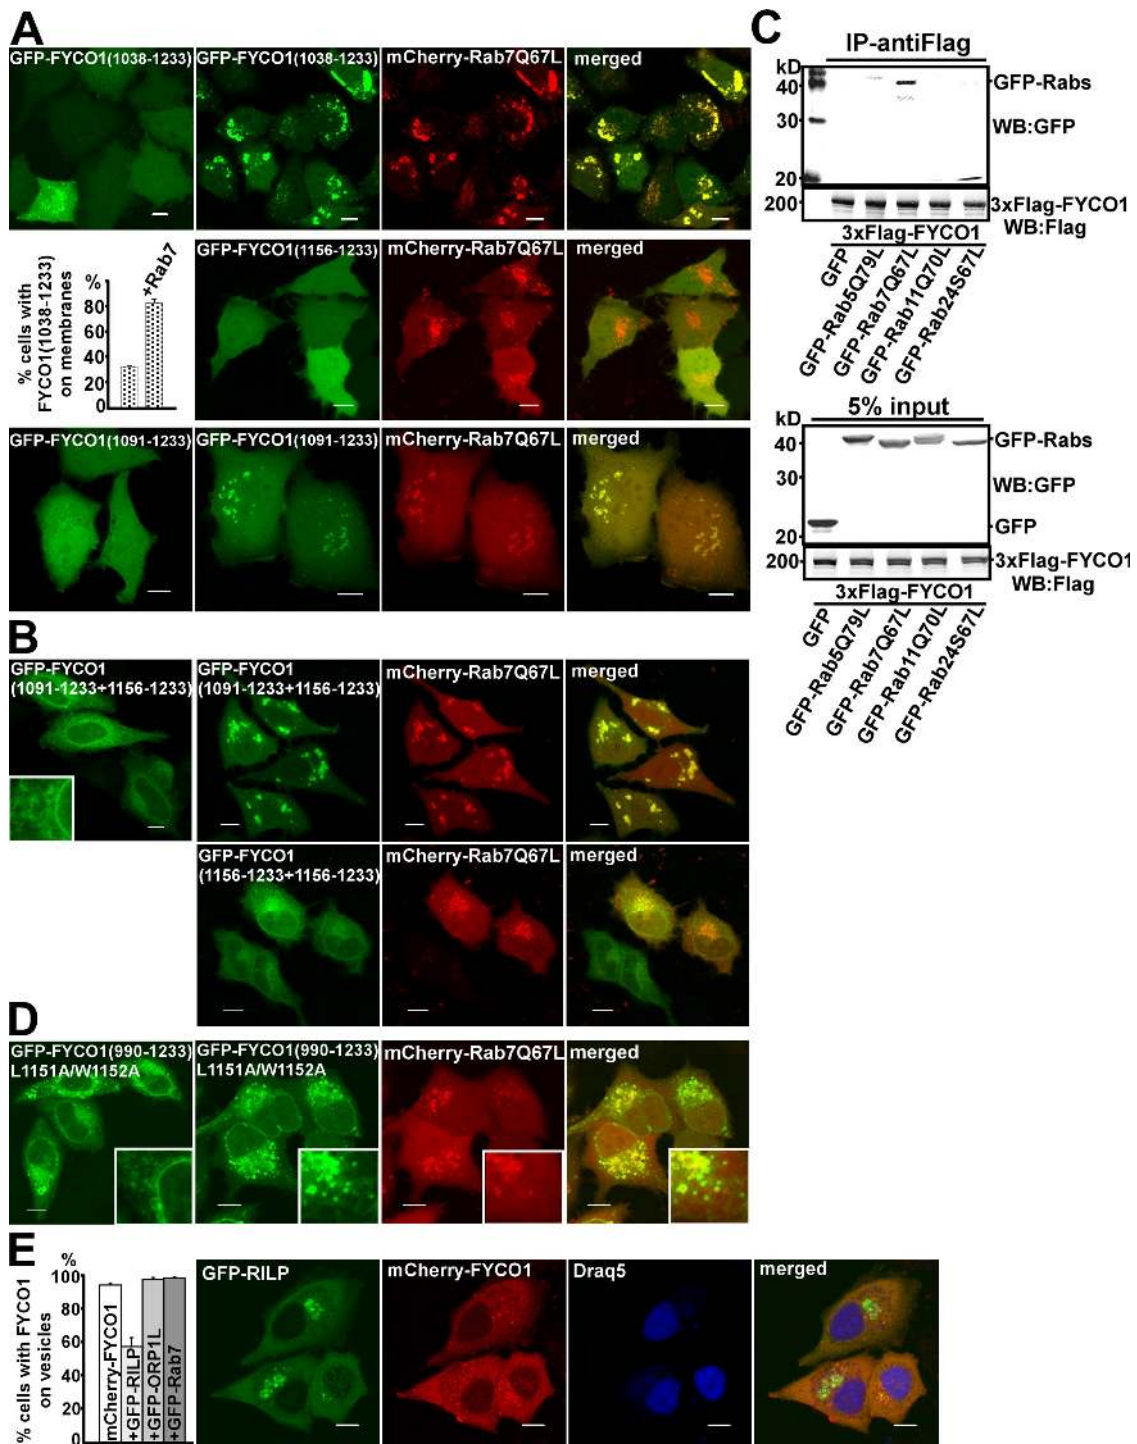 A
GFP-FYCO1(1038-1233)
GFP-FYCO1(1038-1233)
mCherry-Rab7Q67L
merged
% cells with
FYCO1(1038-1233)
on membranes
%
80
60
40
20
0
+Rab7
GFP-FYCO1(1156-1233)
mCherry-Rab7Q67L
merged
GFP-FYCO1(1091-1233)
GFP-FYCO1(1091-1233)
mCherry-Rab7Q67L
merged
B
GFP-FYCO1
(1091-1233+1156-1233)
GFP-FYCO1
(1091-1233+1156-1233)
mCherry-Rab7Q67L
merged
GFP-FYCO1
(1156-1233+1156-1233)
mCherry-Rab7Q67L
merged
C
IP-antiFlag
kD
40
30
20
200
GFP-Rabs
WB:GFP
3xFlag-FYCO1
WB:Flag
3xFlag-FYCO1
GFP
GFP-Rab5Q79L
GFP-Rab7Q67L
GFP-Rab11Q70L
GFP-Rab24S67L
5% input
kD
40
30
20
200
GFP-Rabs
WB:GFP
GFP
3xFlag-FYCO1
WB:Flag
3xFlag-FYCO1
GFP
GFP-Rab5Q79L
GFP-Rab7Q67L
GFP-Rab11Q70L
GFP-Rab24S67L
D
GFP-FYCO1(990-1233)
L1151A/W1152A
GFP-FYCO1(990-1233)
L1151A/W1152A
mCherry-Rab7Q67L
merged
E
% cells with FYCO1
on vesicles
%
100
80
60
40
20
0
mCherry-FYCO1
+GFP-RILP
+GFP-ORP1L
+GFP-Rab7
GFP-RILP
mCherry-FYCO1
Draq5
merged